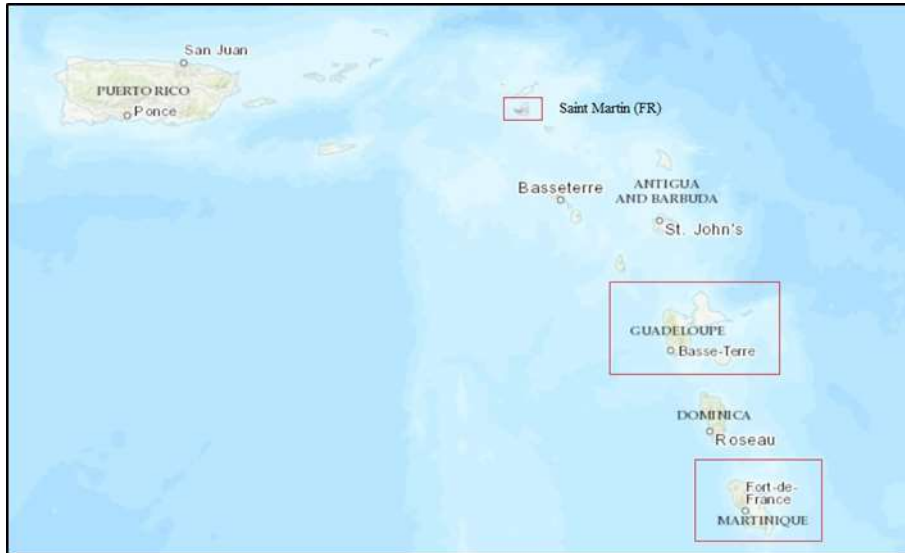 San Juan
PUERTO RICO
Ponce
Saint Martin (FR)
Basseterre
ANTIGUA
AND BARBUDA
St. John's
GUADELOUPE
Basse-Terre
DOMINICA
Roseau
Fort-de-
France
MARTINIQUE